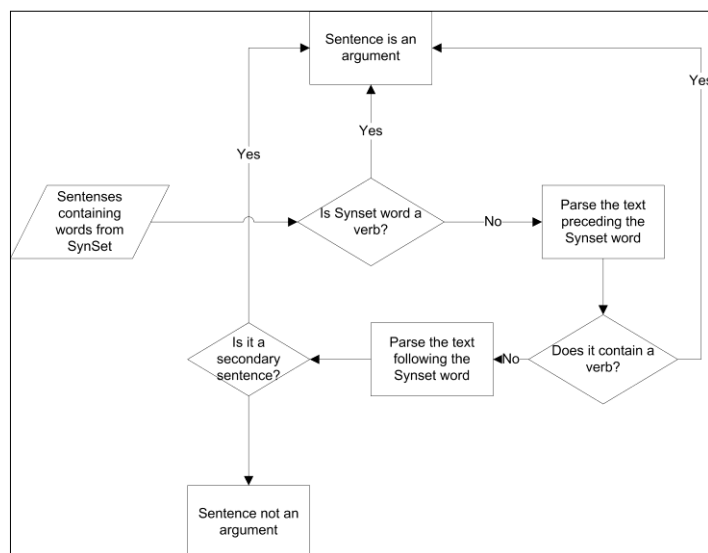 Sentence is an
argument
Yes
Yes
Yes
Sentenses
containing
words from
SynSet
Is Synset word a
verb?
No
Parse the text
preceding the
Synset word
Does it contain a
verb?
No
Parse the text
following the
Synset word
Is it a
secondary
sentence?
Sentence not an
argument